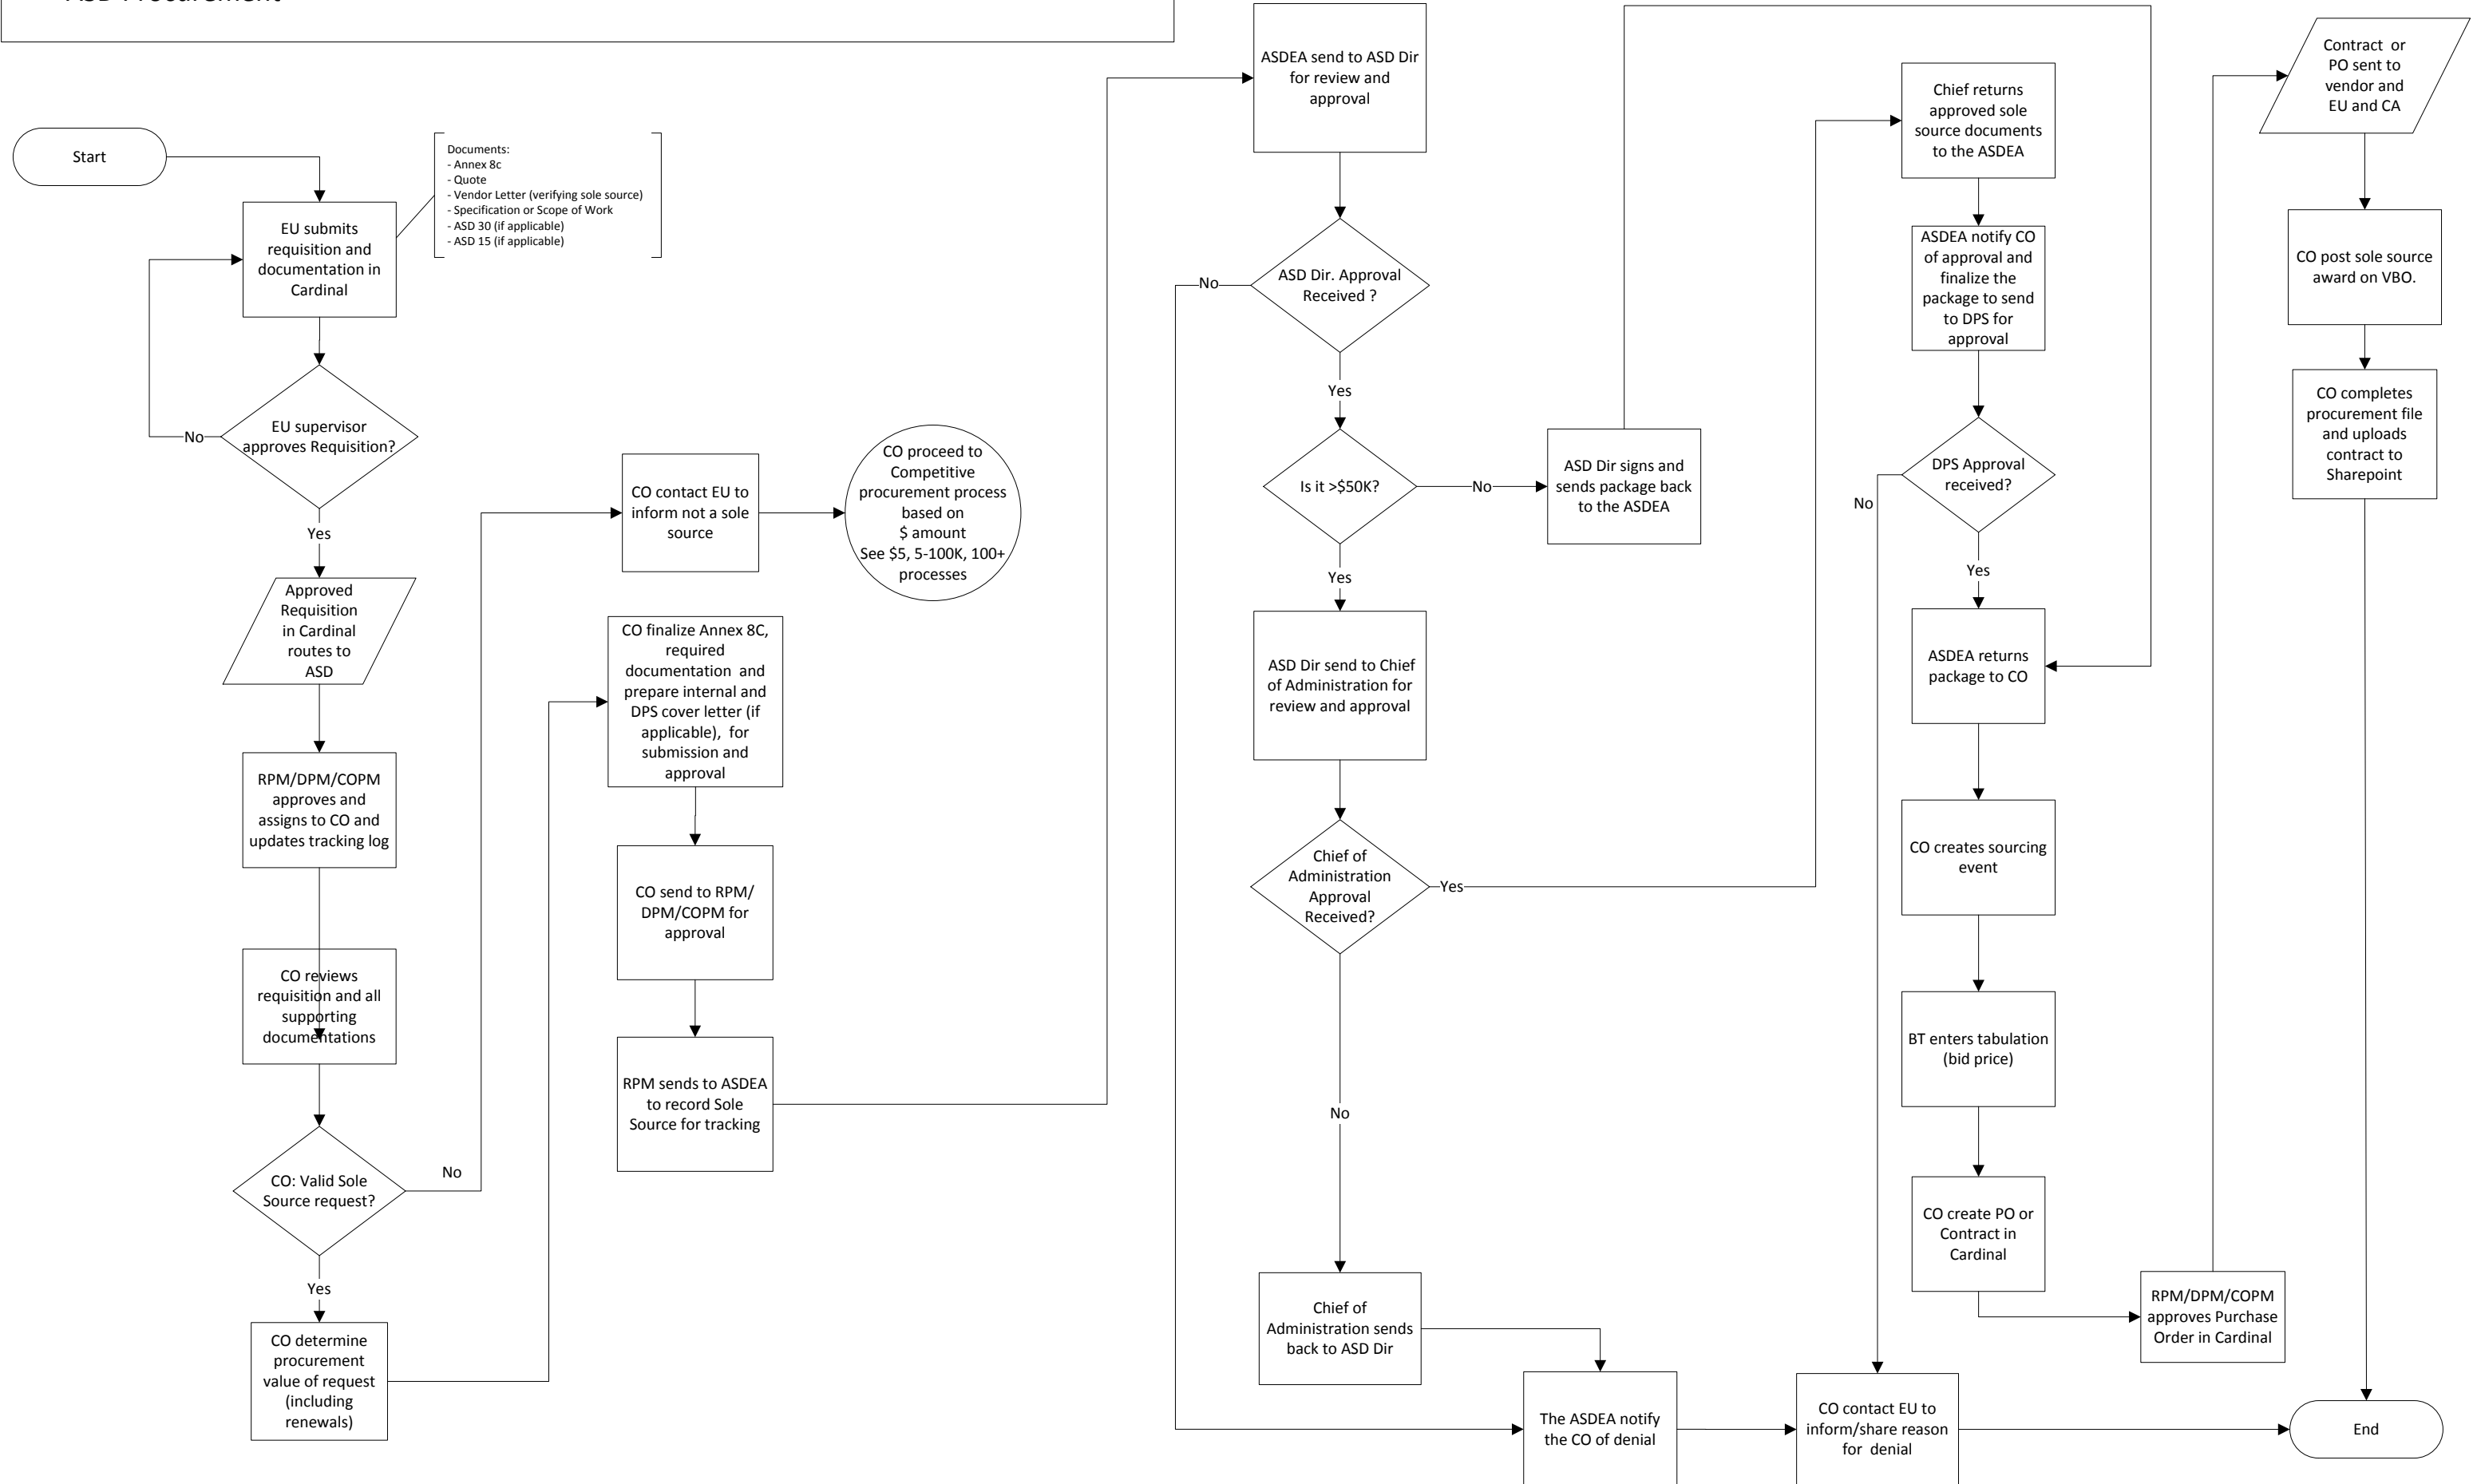 ASD Procurement
Start
Documents:
- Annex 8c
- Quote
- Vendor Letter (verifying sole source)
- Specification or Scope of Work
- ASD 30 (if applicable)
- ASD 15 (if applicable)
EU submits
requisition and
documentation in
Cardinal
EU supervisor
approves Requisition?
No
Yes
Approved
Requisition
in Cardinal
routes to
ASD
RPM/DPM/COPM
approves and
assigns to CO and
updates tracking log
CO reviews
requisition and all
supporting
documentations
CO: Valid Sole
Source request?
No
Yes
CO determine
procurement
value of request
(including
renewals)
CO contact EU to
inform not a sole
source
CO proceed to
Competitive
procurement process
based on
$ amount
See $5, 5-100K, 100+
processes
CO finalize Annex 8C,
required
documentation and
prepare internal and
DPS cover letter (if
applicable), for
submission and
approval
CO send to RPM/
DPM/COPM for
approval
RPM sends to ASDEA
to record Sole
Source for tracking
ASDEA send to ASD Dir
for review and
approval
ASD Dir. Approval
Received ?
No
Yes
Is it >$50K?
No
ASD Dir signs and
sends package back
to the ASDEA
Yes
ASD Dir send to Chief
of Administration for
review and approval
Chief of
Administration
Approval
Received?
Yes
No
Chief of
Administration sends
back to ASD Dir
The ASDEA notify
the CO of denial
Chief returns
approved sole
source documents
to the ASDEA
ASDEA notify CO
of approval and
finalize the
package to send
to DPS for
approval
DPS Approval
received?
No
Yes
ASDEA returns
package to CO
CO creates sourcing
event
BT enters tabulation
(bid price)
CO create PO or
Contract in
Cardinal
RPM/DPM/COPM
approves Purchase
Order in Cardinal
CO contact EU to
inform/share reason
for denial
Contract or
PO sent to
vendor and
EU and CA
CO post sole source
award on VBO.
CO completes
procurement file
and uploads
contract to
Sharepoint
End